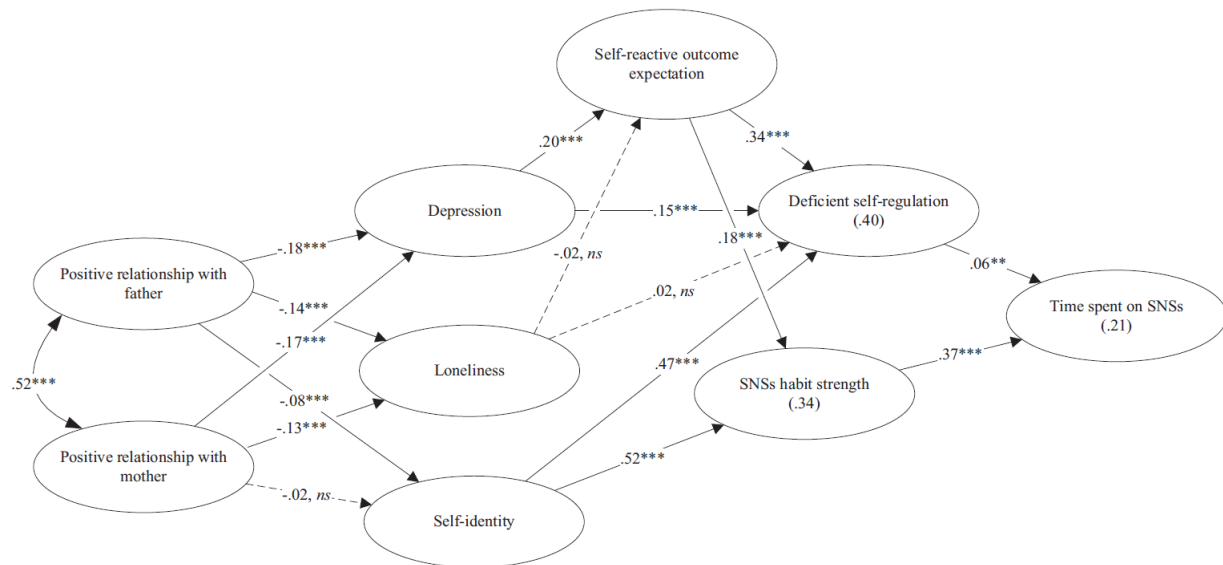 Self-reactive outcome
expectation
.20***
.34***
Depression
.15***
Deficient self-regulation
(.40)
-.18***
.18***
-.02, ns
Positive relationship with
father
.06**
.02, ns
-.14***
Time spent on SNSs
(.21)
-.17***
.37***
Loneliness
.47***
SNSs habit strength
(.34)
.52***
-.08***
-.13***
Positive relationship with
mother
.52***
-.02, ns
Self-identity